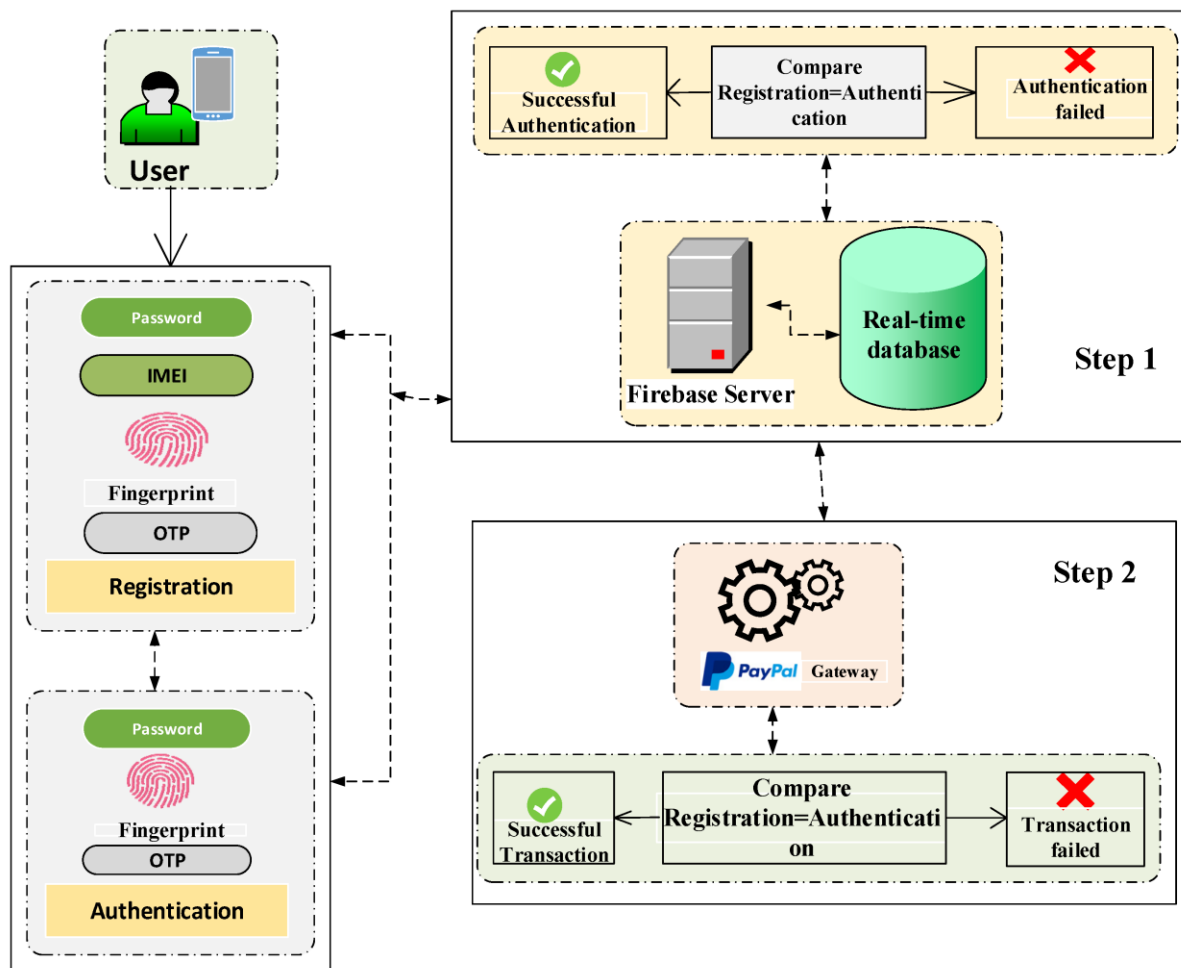 User
Password
IMEI
Fingerprint
OTP
Registration
Password
Fingerprint
OTP
Authentication
Successful
Authentication
Compare
Registration=Authenti
cation
Authentication
failed
Firebase Server
Real-time
database
Step 1
Step 2
PayPal Gateway
Successful
Transaction
Compare
Registration=Authenticati
on
Transaction
failed